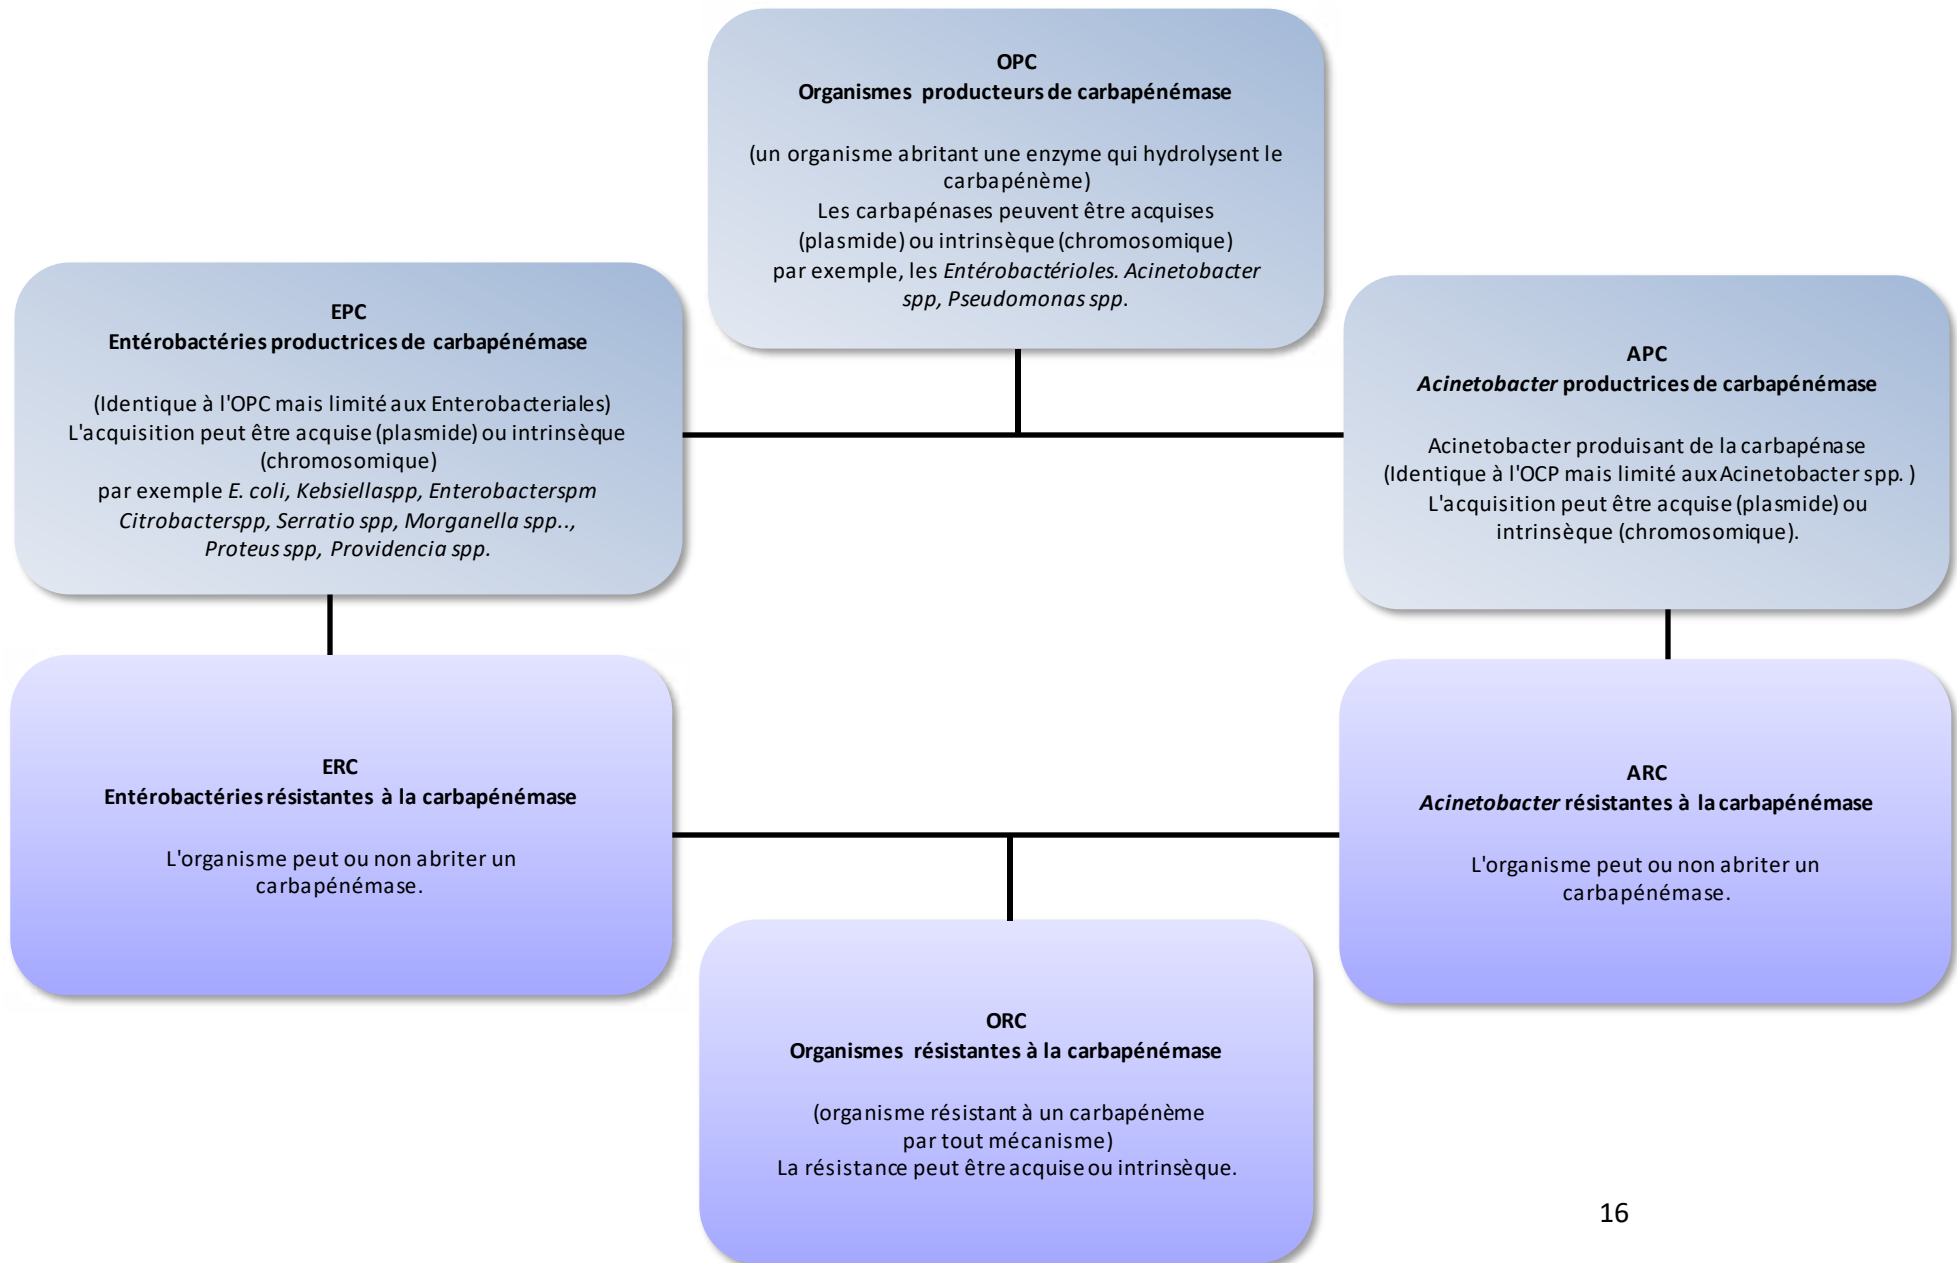 OPC
Organismes producteurs de carbapénémase
(un organisme abritant une enzyme qui hydrolysent le
carbapénème)
Les carbapénases peuvent être acquises
(plasmide) ou intrinsèque (chromosomique)
par exemple, les Entérobactérioles. Acinetobacter
spp, Pseudomonas spp.
EPC
Entérobactéries productrices de carbapénémase
(Identique à l'OPC mais limité aux Enterobacteriales)
L'acquisition peut être acquise (plasmide) ou intrinsèque
(chromosomique)
par exemple E. coli, Kebsiellaspp, Enterobacterspm
Citrobacterspp, Serratio spp, Morganella spp..,
Proteus spp, Providencia spp.
APC
Acinetobacter productrices de carbapénémase
Acinetobacter produisant de la carbapénase
(Identique à l'OCP mais limité aux Acinetobacter spp. )
L'acquisition peut être acquise (plasmide) ou
intrinsèque (chromosomique).
ERC
Entérobactéries résistantes à la carbapénémase
L'organisme peut ou non abriter un
carbapénémase.
ARC
Acinetobacter résistantes à la carbapénémase
L'organisme peut ou non abriter un
carbapénémase.
ORC
Organismes résistantes à la carbapénémase
(organisme résistant à un carbapénème
par tout mécanisme)
La résistance peut être acquise ou intrinsèque.
16